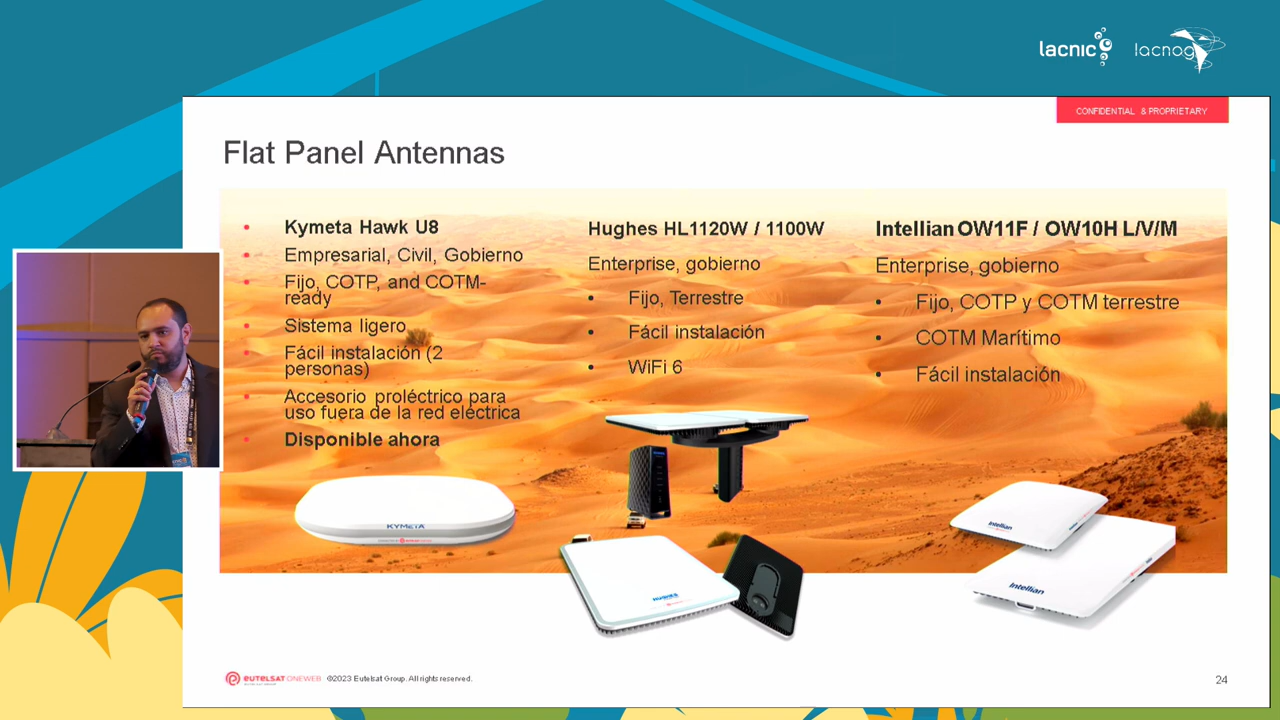 lacnic
lacnog
CONFIDENTIAL & PROPRIETARY
Flat Panel Antennas
Kymeta Hawk U8
Empresarial, Civil, Gobierno
Fijo, COTP, and COTM-
ready
Sistema ligero
Fácil instalación (2
personas)
Accesorio proléctrico para
uso fuera de la red eléctrica
Disponible ahora
Hughes HL1120W / 1100W
Enterprise, gobierno
Fijo, Terrestre
Fácil instalación
WiFi 6
Intellian OW11F / OW10H L/V/M
Enterprise, gobierno
Fijo, COTP y COTM terrestre
COTM Marítimo
Fácil instalación
KYMETA
HUGHES
Intellian
Intellian
EUTELSAT ONEWEB
©2023 Eutelsat Group. All rights reserved.
24